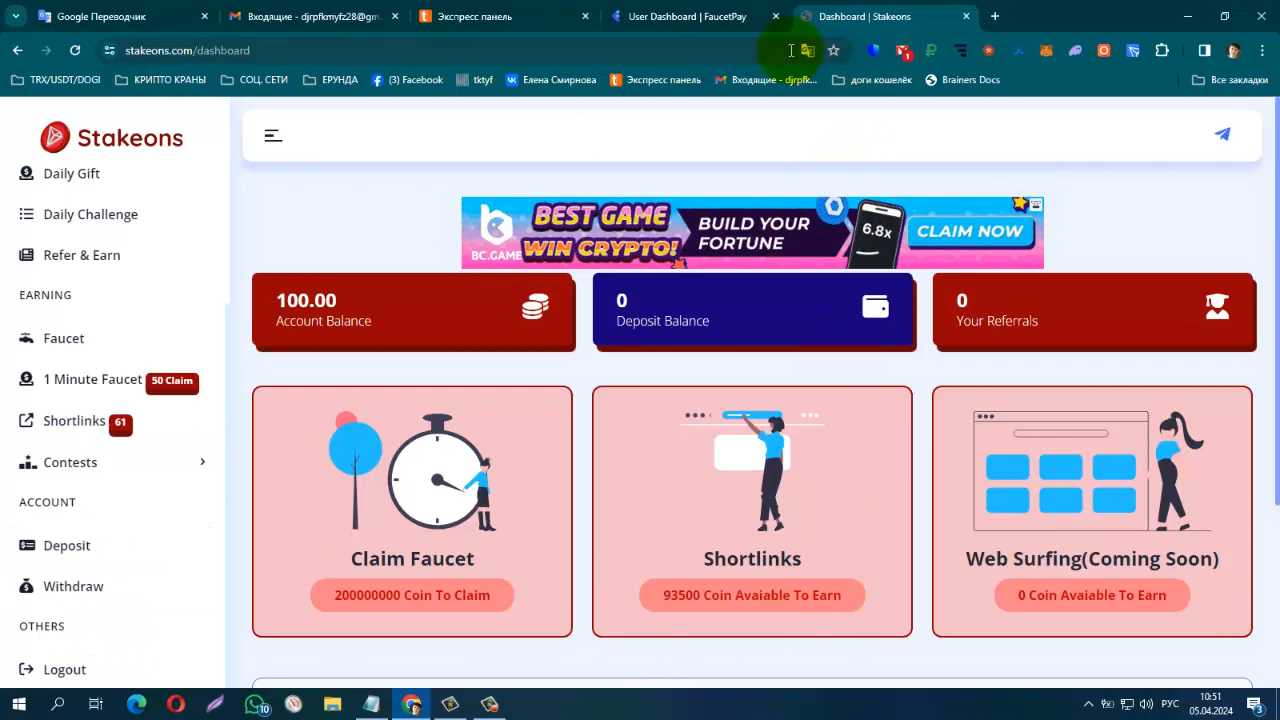 Google Переводчик
Входящие - djrpfkmyfz28@gm
Экспресс панель
User Dashboard | FaucetPay
Dashboard | Stakeons
stakeons.com/dashboard
1
TRX/USDT/DOGI
КРИПТО КРАНЫ
СОЦ. СЕТИ
ЕРУНДА
(3) Facebook
tktyf
Елена Смирнова
Экспресс панель
Входящие - djrpfk...
доги кошелёк
Brainers Docs
Все закладки
Stakeons
Daily Gift
Daily Challenge
Refer & Earn
EARNING
Faucet
1 Minute Faucet 50 Claim
Shortlinks 61
Contests
ACCOUNT
Deposit
Withdraw
OTHERS
Logout
BC.GAME
BEST GAME
WIN CRYPTO!
BUILD YOUR
FORTUNE
6.8x
CLAIM NOW
100.00
Account Balance
0
Deposit Balance
0
Your Referrals
Claim Faucet
200000000 Coin To Claim
Shortlinks
93500 Coin Avaiable To Earn
Web Surfing(Coming Soon)
0 Coin Avaiable To Earn
10
РУС
10:51
05.04.2024
3